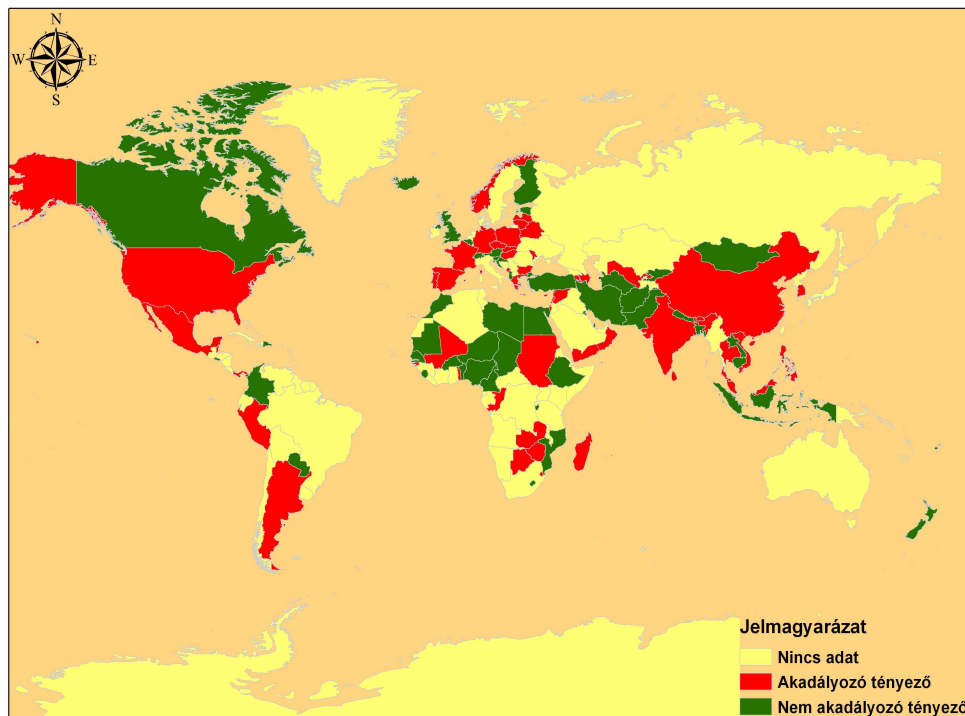 N
W E
S
Jelmagyarázat
Nincs adat
Akadályozó tényező
Nem akadályozó tényező